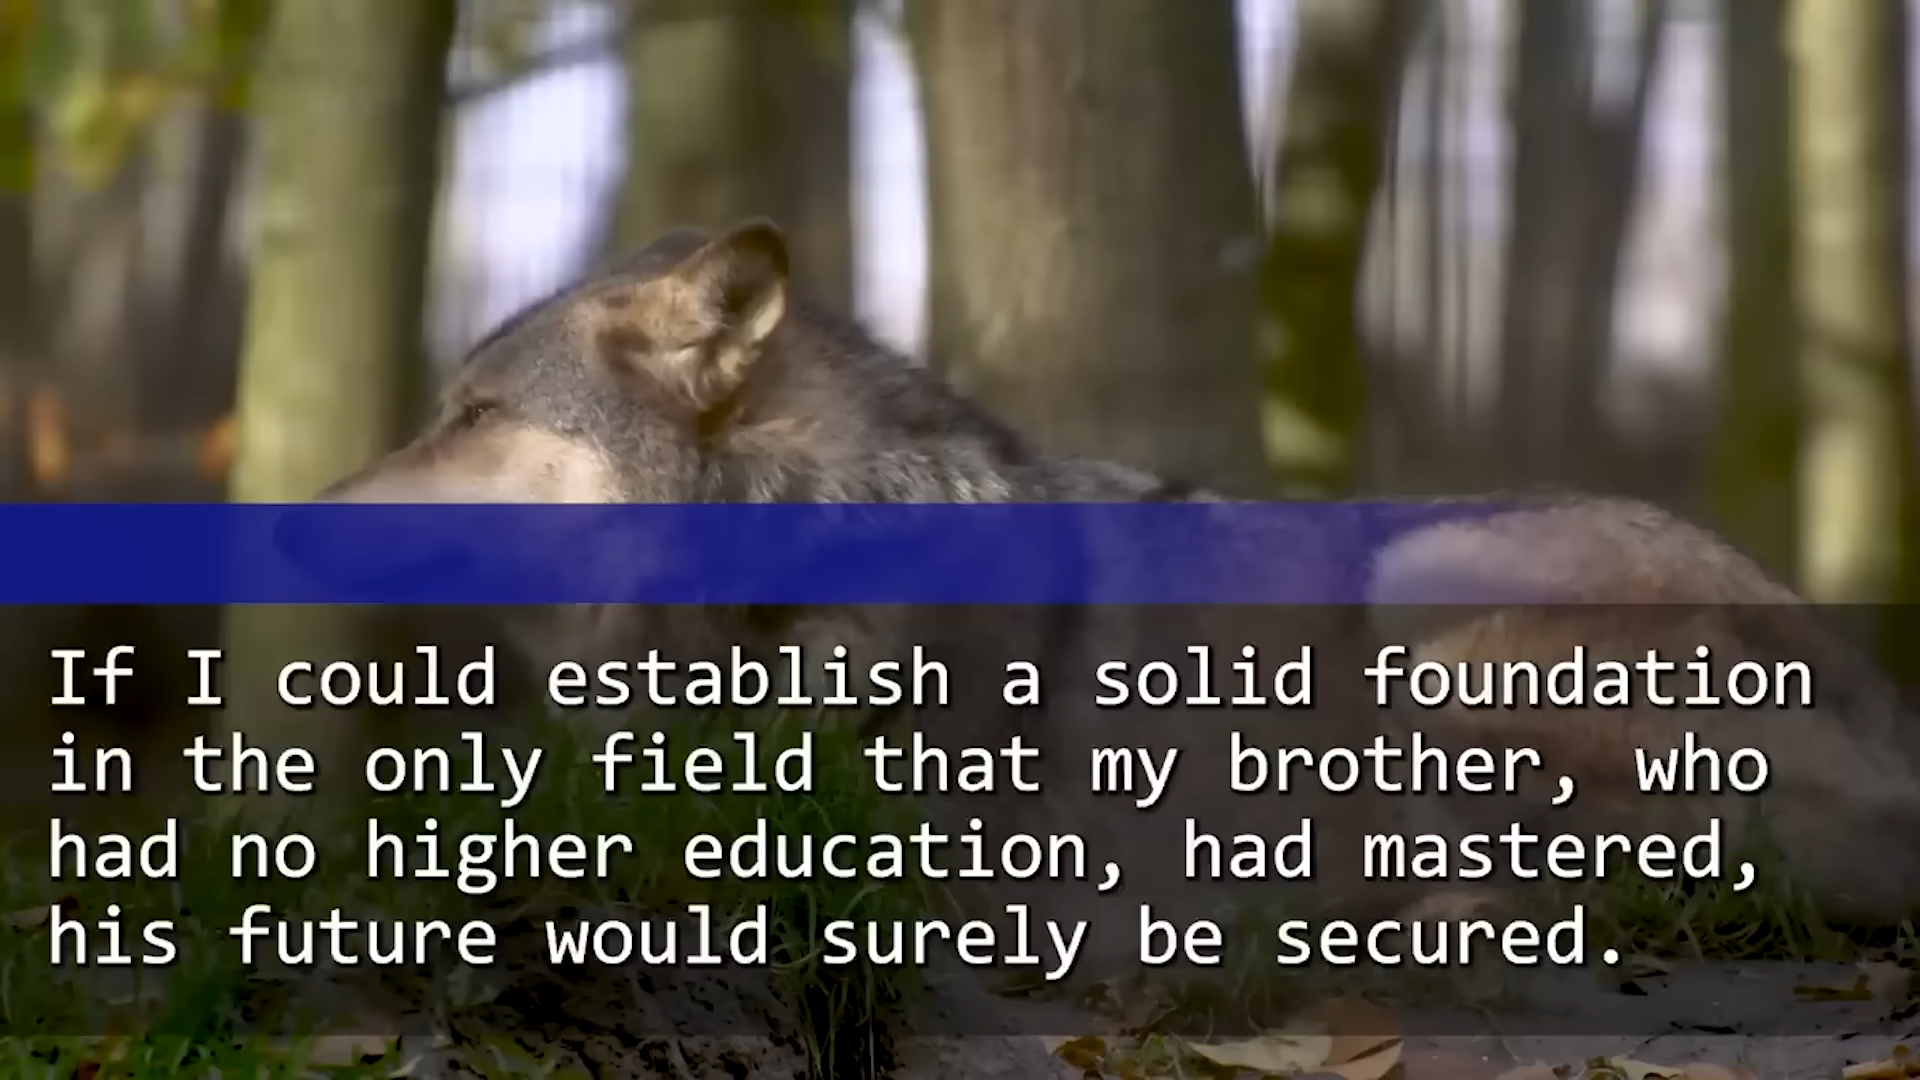 If I could establish a solid foundation
in the only field that my brother, who
had no higher education, had mastered,
his future would surely be secured.